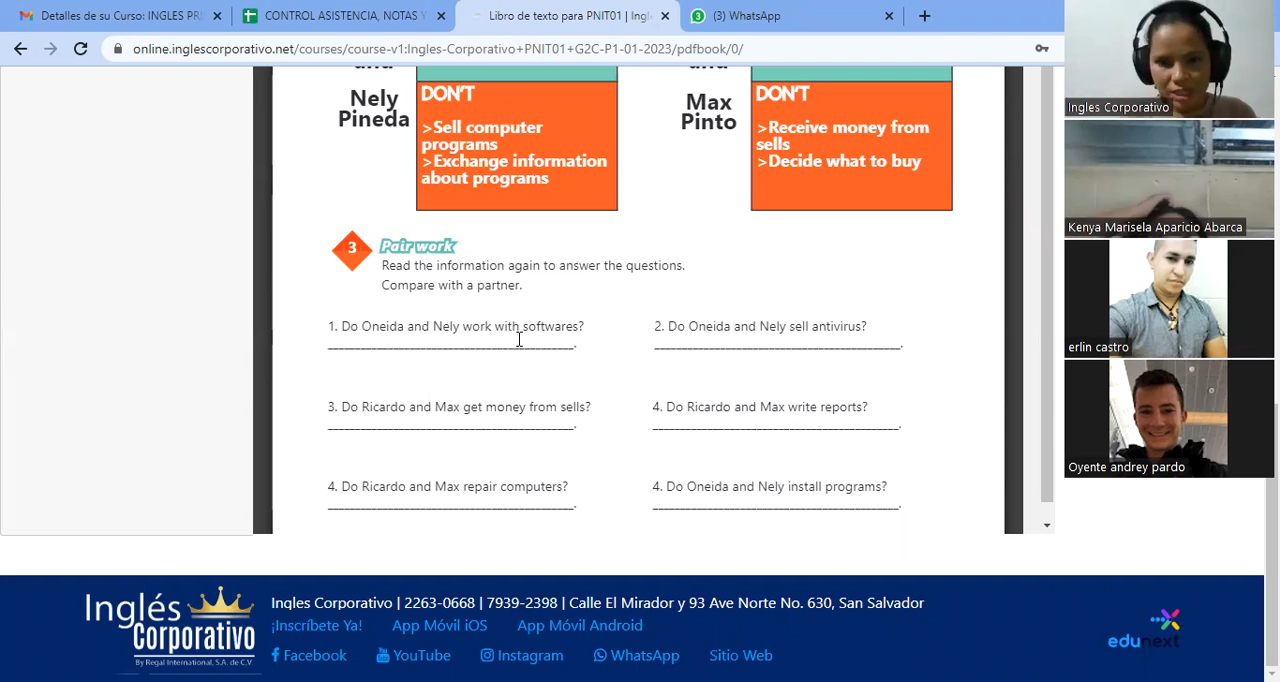 Detalles de su Curso: INGLES PRI
CONTROL ASISTENCIA, NOTAS Y
Libro de texto para PNIT01 | Ingl
(3) WhatsApp
online.inglescorporativo.net/courses/course-v1:Ingles-Corporativo+PNIT01+G2C-P1-01-2023/pdfbook/0/
Nely
Pineda
DON'T
>Sell computer
programs
>Exchange information
about programs
Max
Pinto
DON'T
>Receive money from
sells
>Decide what to buy
3
Pair work
Read the information again to answer the questions.
Compare with a partner.
1. Do Oneida and Nely work with softwares?
2. Do Oneida and Nely sell antivirus?
3. Do Ricardo and Max get money from sells?
4. Do Ricardo and Max write reports?
4. Do Ricardo and Max repair computers?
4. Do Oneida and Nely install programs?
Inglés
Corporativo
By Regal International, S.A. de C.V.
Ingles Corporativo | 2263-0668 | 7939-2398 | Calle El Mirador y 93 Ave Norte No. 630, San Salvador
¡Inscríbete Ya! App Móvil iOS App Móvil Android
Facebook YouTube Instagram WhatsApp Sitio Web
edunext
Ingles Corporativo
Kenya Marisela Aparicio Abarca
erlin castro
Oyente andrey pardo